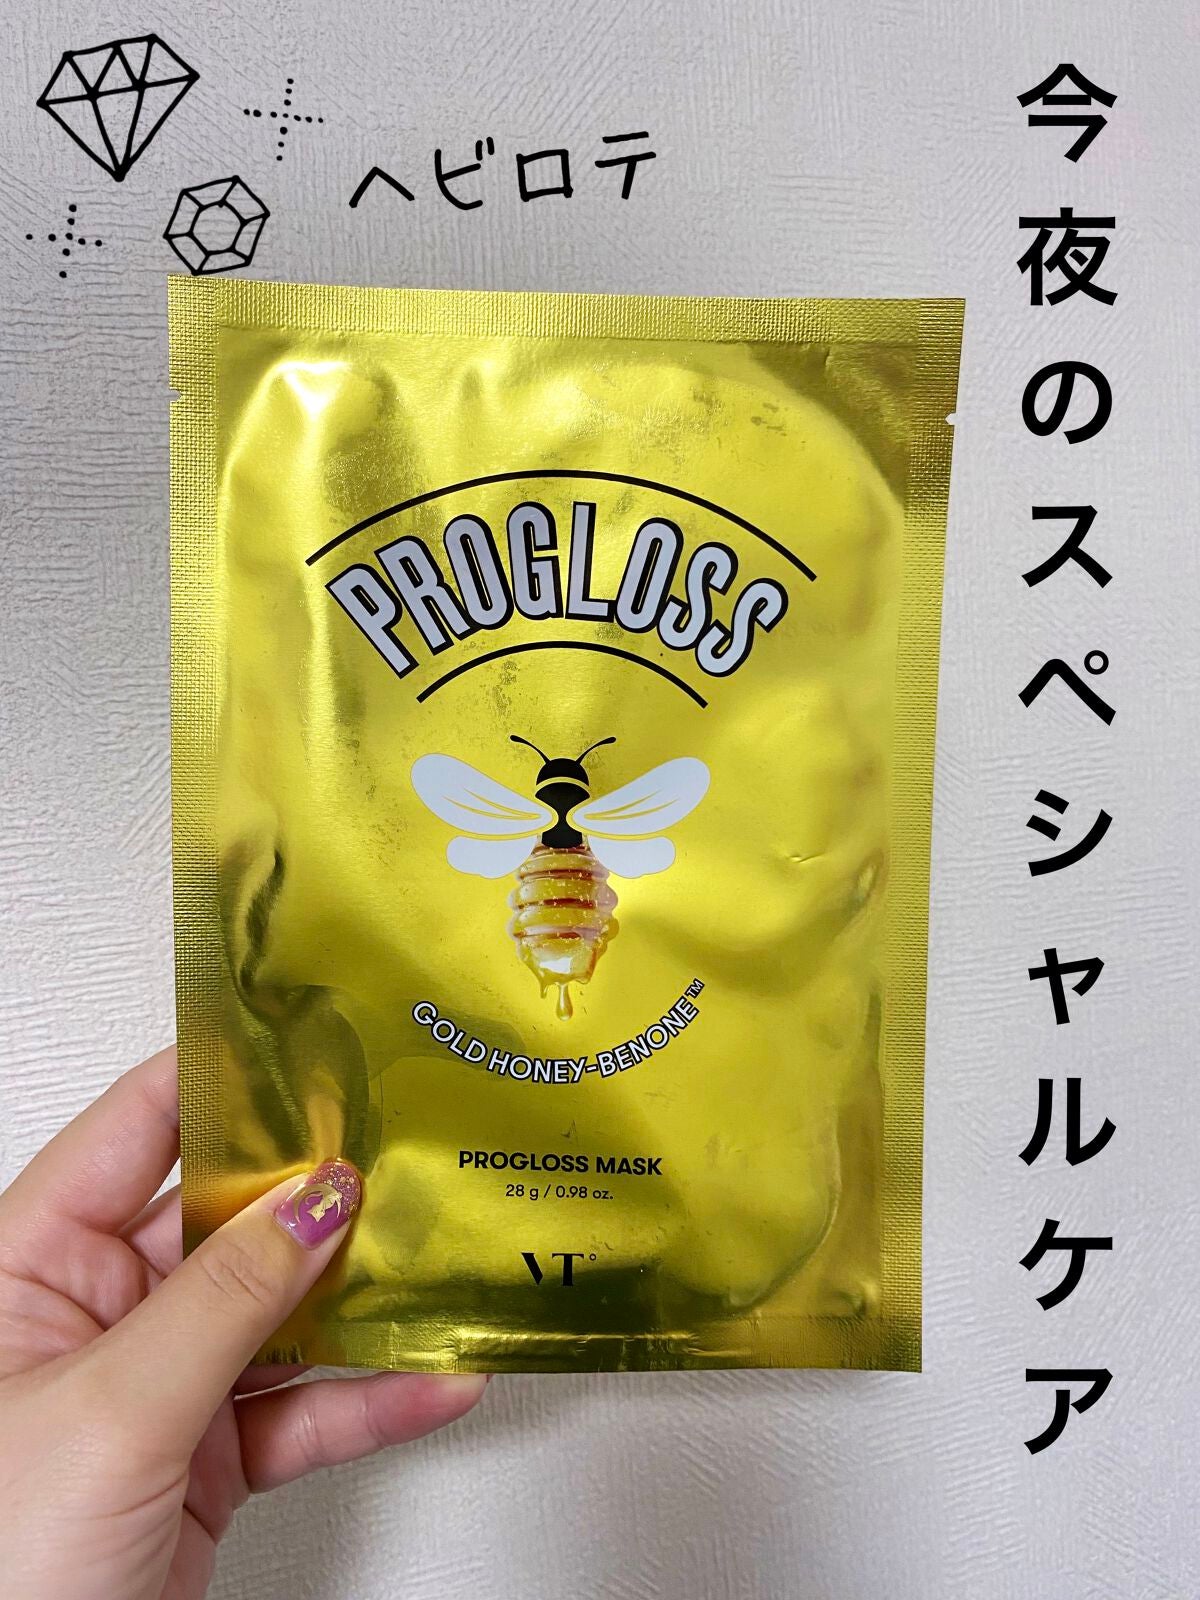 今夜のスペシャルケア
ヘビロテ
PROGLOSS
GOLD HONEY-BENONE™
PROGLOSS MASK
28 g / 0.98 oz.
VT°